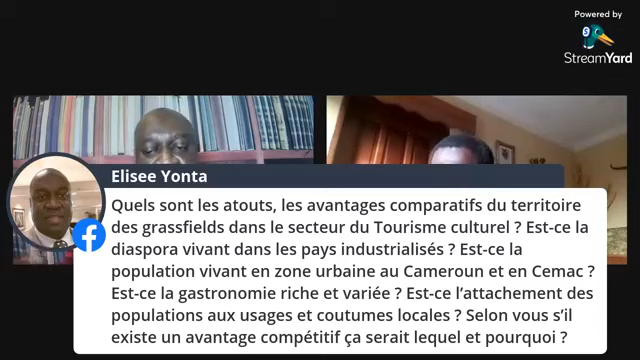 Powered by
StreamYard
Elisee Yonta
Quels sont les atouts, les avantages comparatifs du territoire
des grassfields dans le secteur du Tourisme culturel ? Est-ce la
diaspora vivant dans les pays industrialisés ? Est-ce la
population vivant en zone urbaine au Cameroun et en Cemac ?
Est-ce la gastronomie riche et variée ? Est-ce l’attachement des
populations aux usages et coutumes locales ? Selon vous s’il
existe un avantage compétitif ça serait lequel et pourquoi ?